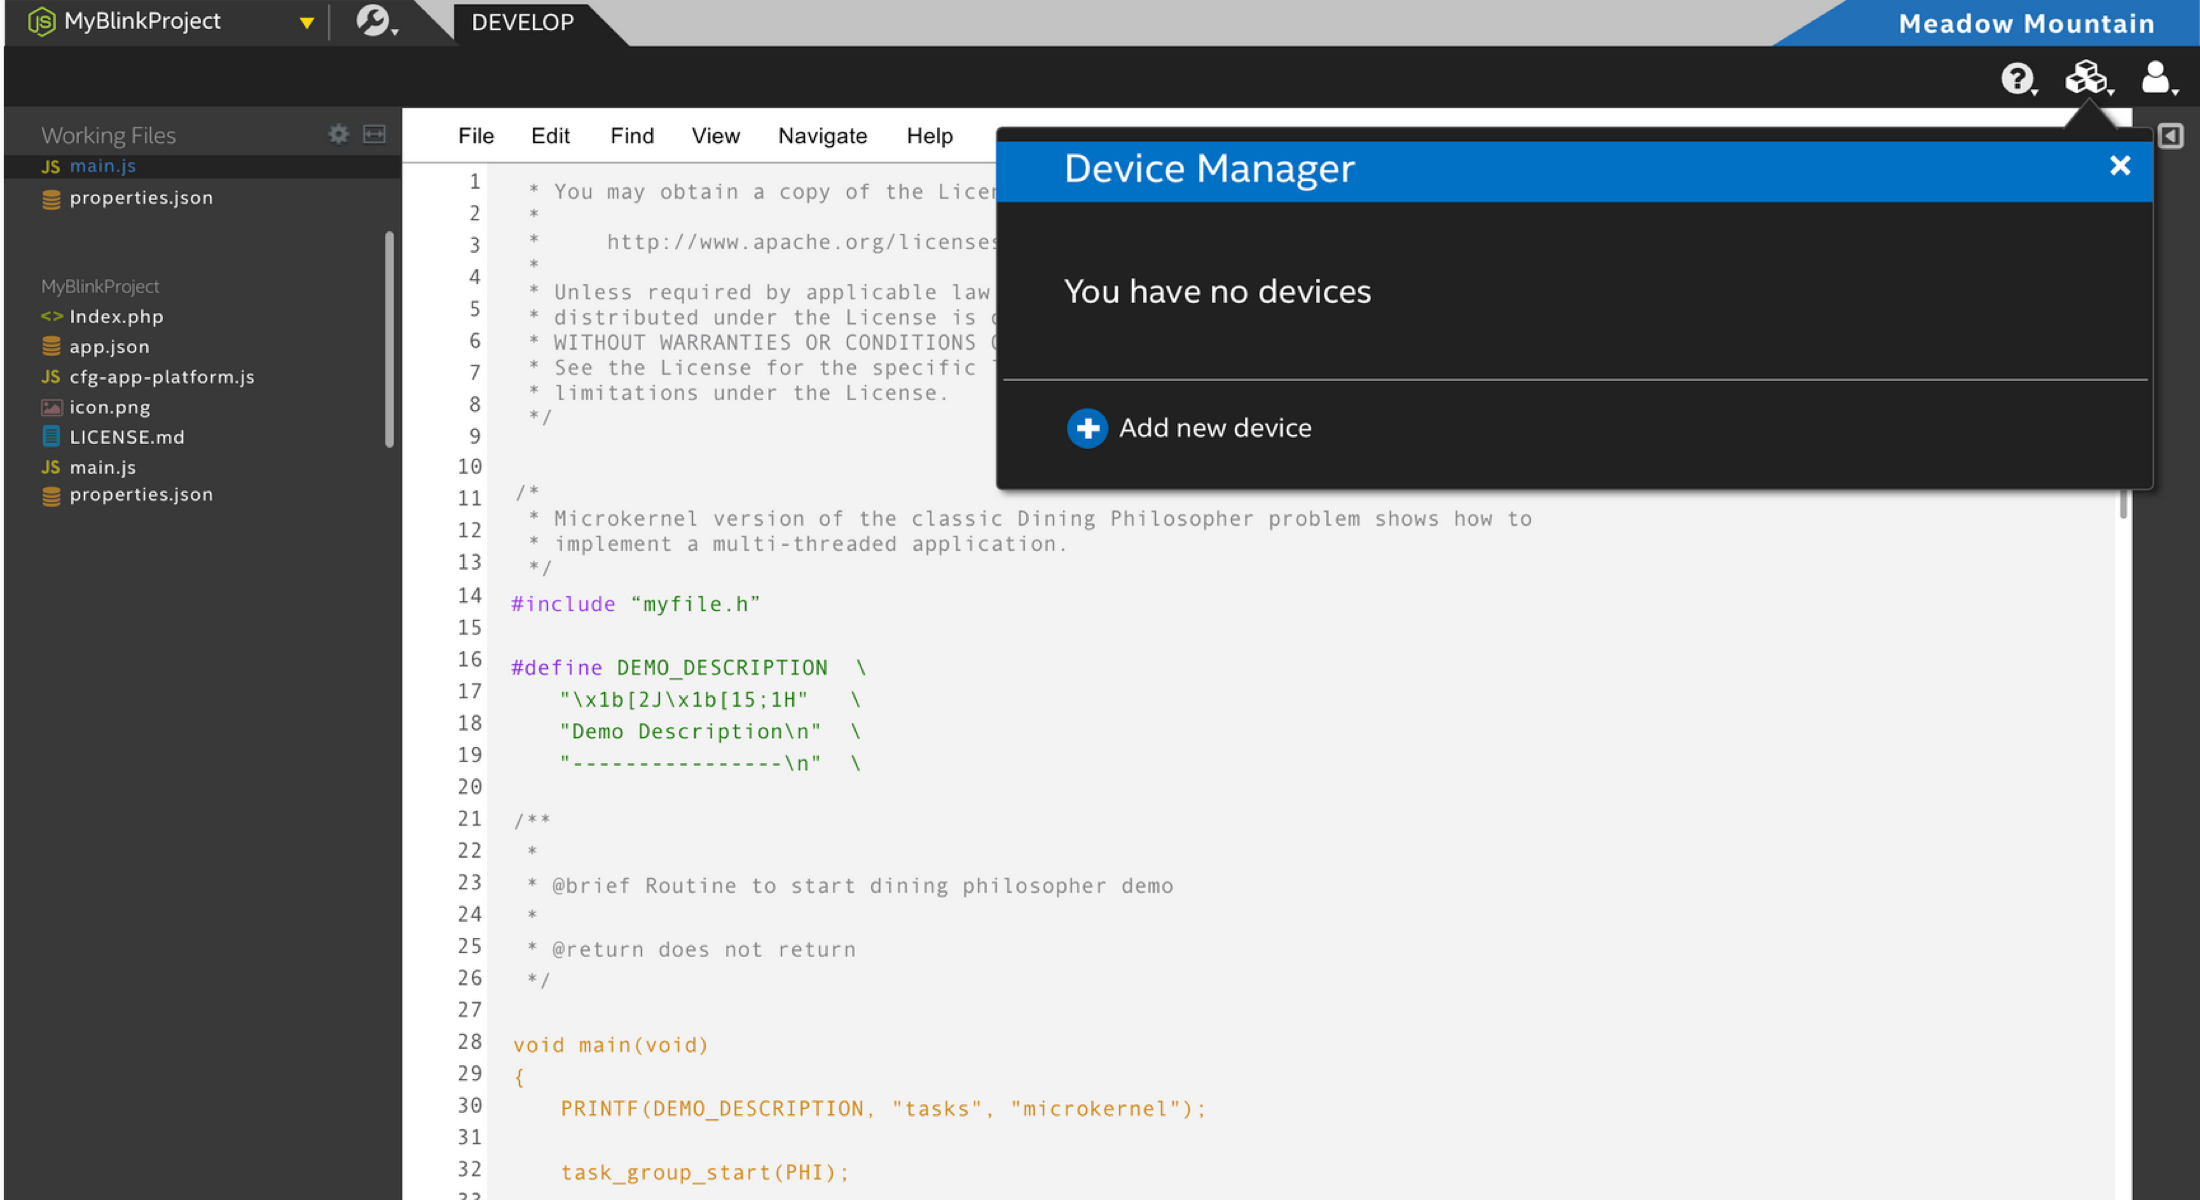 MyBlinkProject
DEVELOP
Meadow Mountain
Working Files
JS main.js
properties.json
MyBlinkProject
<> Index.php
app.json
JS cfg-app-platform.js
icon.png
LICENSE.md
JS main.js
properties.json
File Edit Find View Navigate Help
Device Manager
You have no devices
Add new device
1
2
3
4
5
6
7
8
9
10
11
12
13
14
15
16
17
18
19
20
21
22
23
24
25
26
27
28
29
30
31
32
* You may obtain a copy of the
*
* http://www.apache.org/licenses
*
* Unless required by applicable law
* distributed under the License is
* WITHOUT WARRANTIES OR CONDITIONS
* See the License for the specific
* limitations under the License.
*/
/*
* Microkernel version of the classic Dining Philosopher problem shows how to
* implement a multi-threaded application.
*/
#include “myfile.h”
#define DEMO_DESCRIPTION \
"\x1b[2J\x1b[15;1H" \
"Demo Description\n" \
"----------------\n" \
/**
*
* @brief Routine to start dining philosopher demo
*
* @return does not return
*/
void main(void)
{
PRINTF(DEMO_DESCRIPTION, "tasks", "microkernel");
task_group_start(PHI);